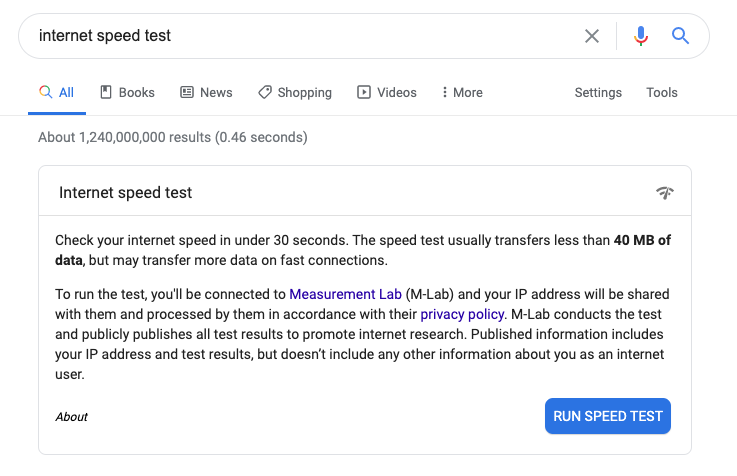 internet speed test
All Books News Shopping Videos More Settings Tools
About 1,240,000,000 results (0.46 seconds)
Internet speed test
Check your internet speed in under 30 seconds. The speed test usually transfers less than 40 MB of
data, but may transfer more data on fast connections.
To run the test, you'll be connected to Measurement Lab (M-Lab) and your IP address will be shared
with them and processed by them in accordance with their privacy policy. M-Lab conducts the test
and publicly publishes all test results to promote internet research. Published information includes
your IP address and test results, but doesn’t include any other information about you as an internet
user.
About RUN SPEED TEST